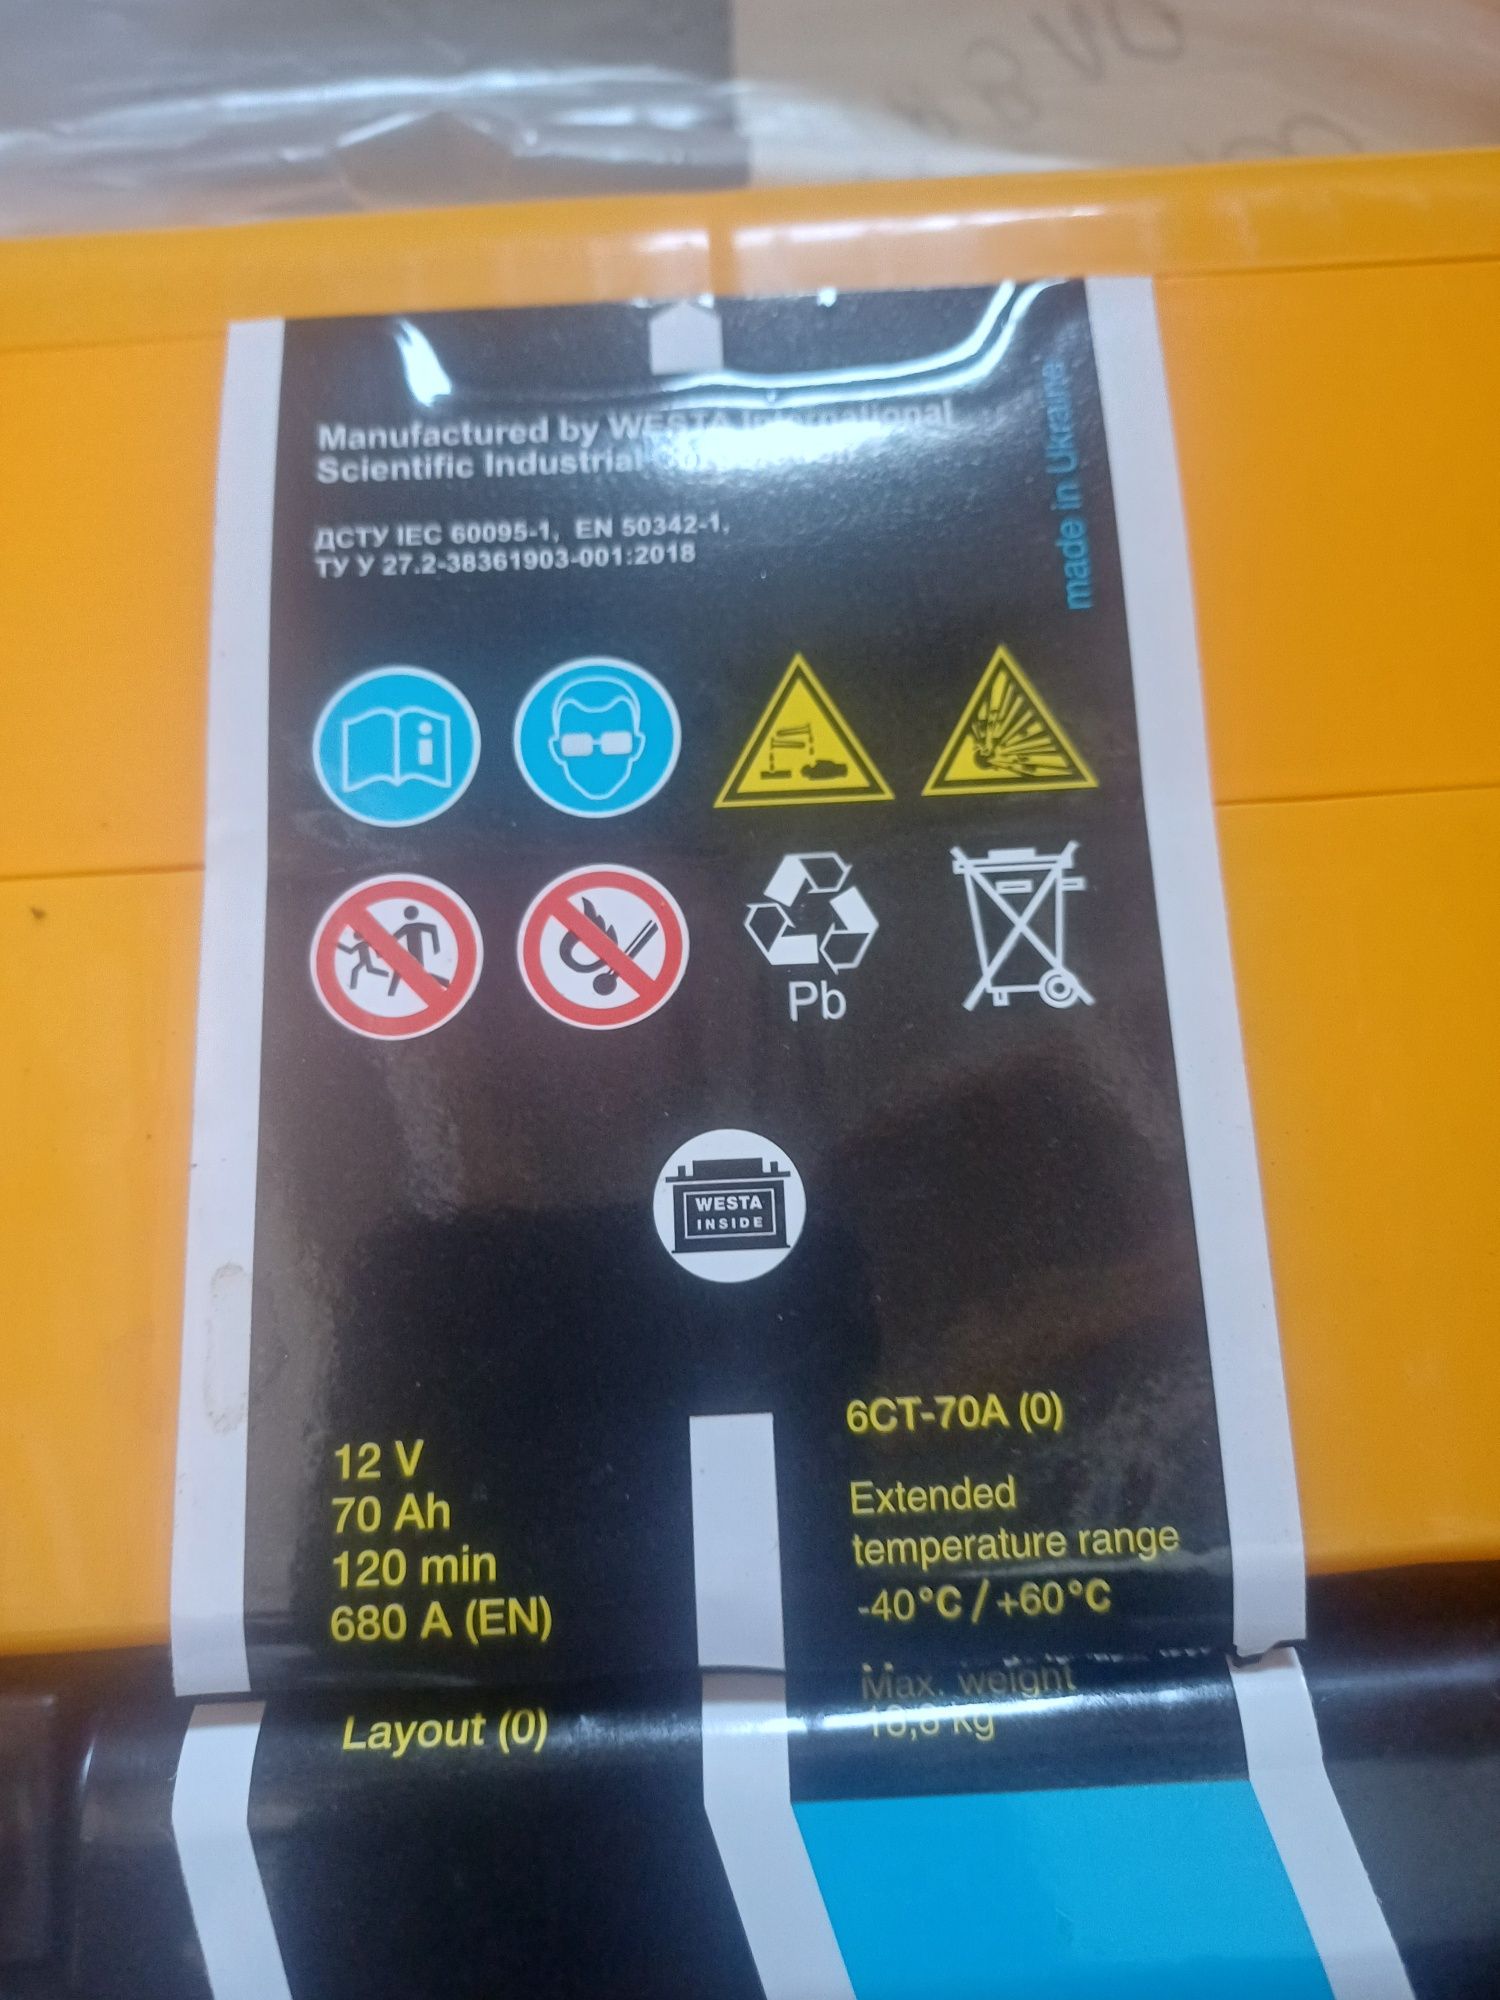 Manufactured by WESTA International
Scientific Industrial
made in Ukraine
ДСТУ IEC 60095-1, EN 50342-1,
ТУ У 27.2-38361903-001:2018
i
Pb
WESTA
INSIDE
12 V
70 Ah
120 min
680 A (EN)
Layout (0)
6CT-70A (0)
Extended
temperature range
-40°C / +60°C
Max. weight
kg